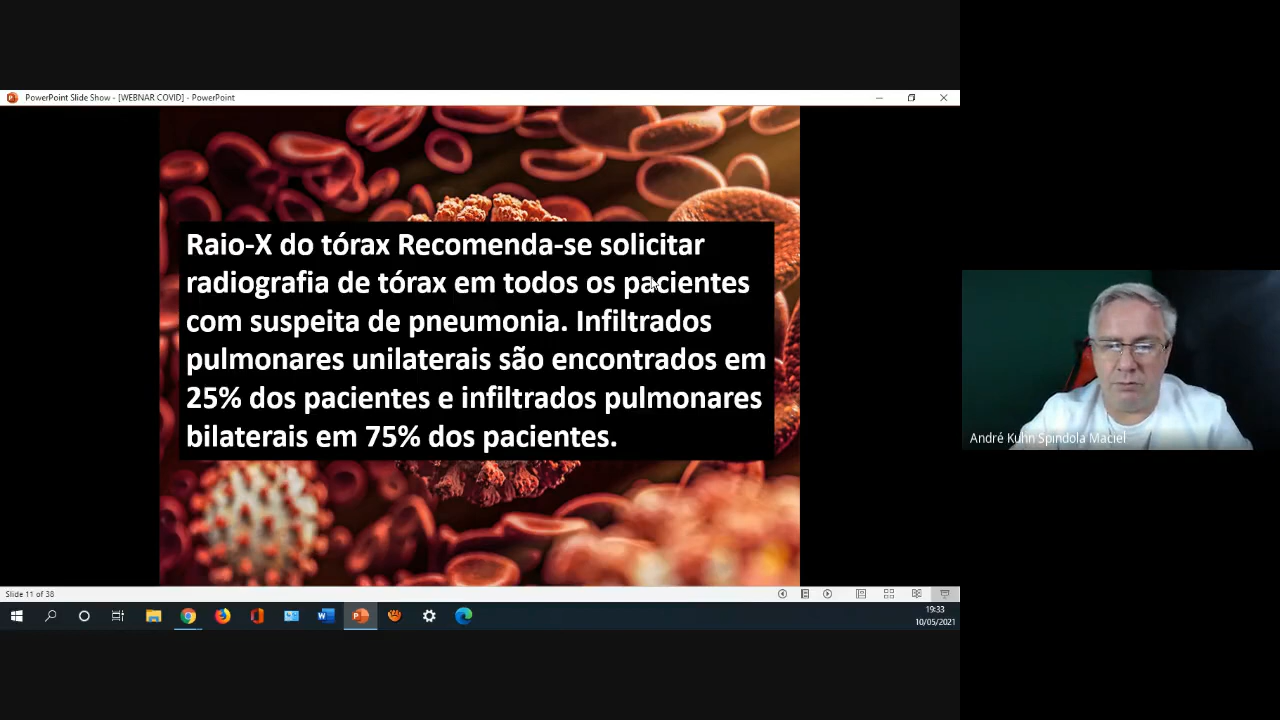 PowerPoint Slide Show - [WEBNAR COVID] - PowerPoint
Raio-X do tórax Recomenda-se solicitar
radiografia de tórax em todos os pacientes
com suspeita de pneumonia. Infiltrados
pulmonares unilaterais são encontrados em
25% dos pacientes e infiltrados pulmonares
bilaterais em 75% dos pacientes.
André Kuhn Spindola Maciel
Slide 11 of 38
19:33
10/05/2021